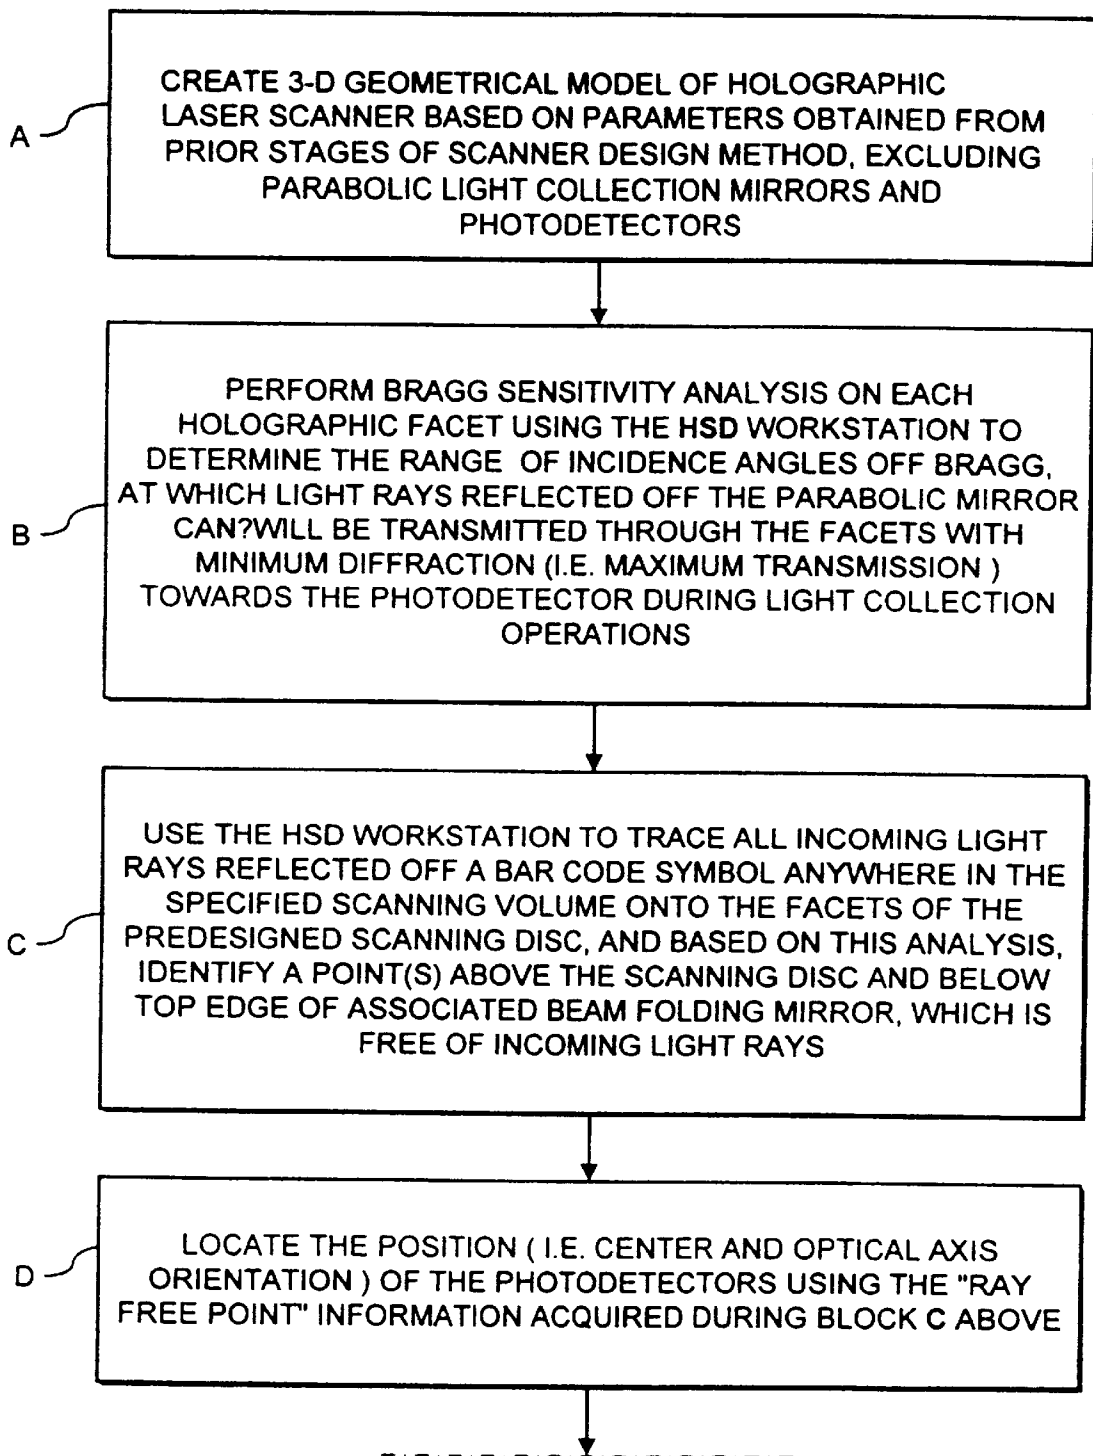 CREATE 3-D GEOMETRICAL MODEL OF HOLOGRAPHIC
LASER SCANNER BASED ON PARAMETERS OBTAINED FROM
PRIOR STAGES OF SCANNER DESIGN METHOD, EXCLUDING
PARABOLIC LIGHT COLLECTION MIRRORS AND
PHOTODETECTORS
A
PERFORM BRAGG SENSITIVITY ANALYSIS ON EACH
HOLOGRAPHIC FACET USING THE HSD WORKSTATION TO
DETERMINE THE RANGE OF INCIDENCE ANGLES OFF BRAGG,
AT WHICH LIGHT RAYS REFLECTED OFF THE PARABOLIC MIRROR
CAN?WILL BE TRANSMITTED THROUGH THE FACETS WITH
MINIMUM DIFFRACTION (I.E. MAXIMUM TRANSMISSION )
TOWARDS THE PHOTODETECTOR DURING LIGHT COLLECTION
OPERATIONS
B
USE THE HSD WORKSTATION TO TRACE ALL INCOMING LIGHT
RAYS REFLECTED OFF A BAR CODE SYMBOL ANYWHERE IN THE
SPECIFIED SCANNING VOLUME ONTO THE FACETS OF THE
PREDESIGNED SCANNING DISC, AND BASED ON THIS ANALYSIS,
IDENTIFY A POINT(S) ABOVE THE SCANNING DISC AND BELOW
TOP EDGE OF ASSOCIATED BEAM FOLDING MIRROR, WHICH IS
FREE OF INCOMING LIGHT RAYS
C
LOCATE THE POSITION ( I.E. CENTER AND OPTICAL AXIS
ORIENTATION ) OF THE PHOTODETECTORS USING THE "RAY
FREE POINT" INFORMATION ACQUIRED DURING BLOCK C ABOVE
D